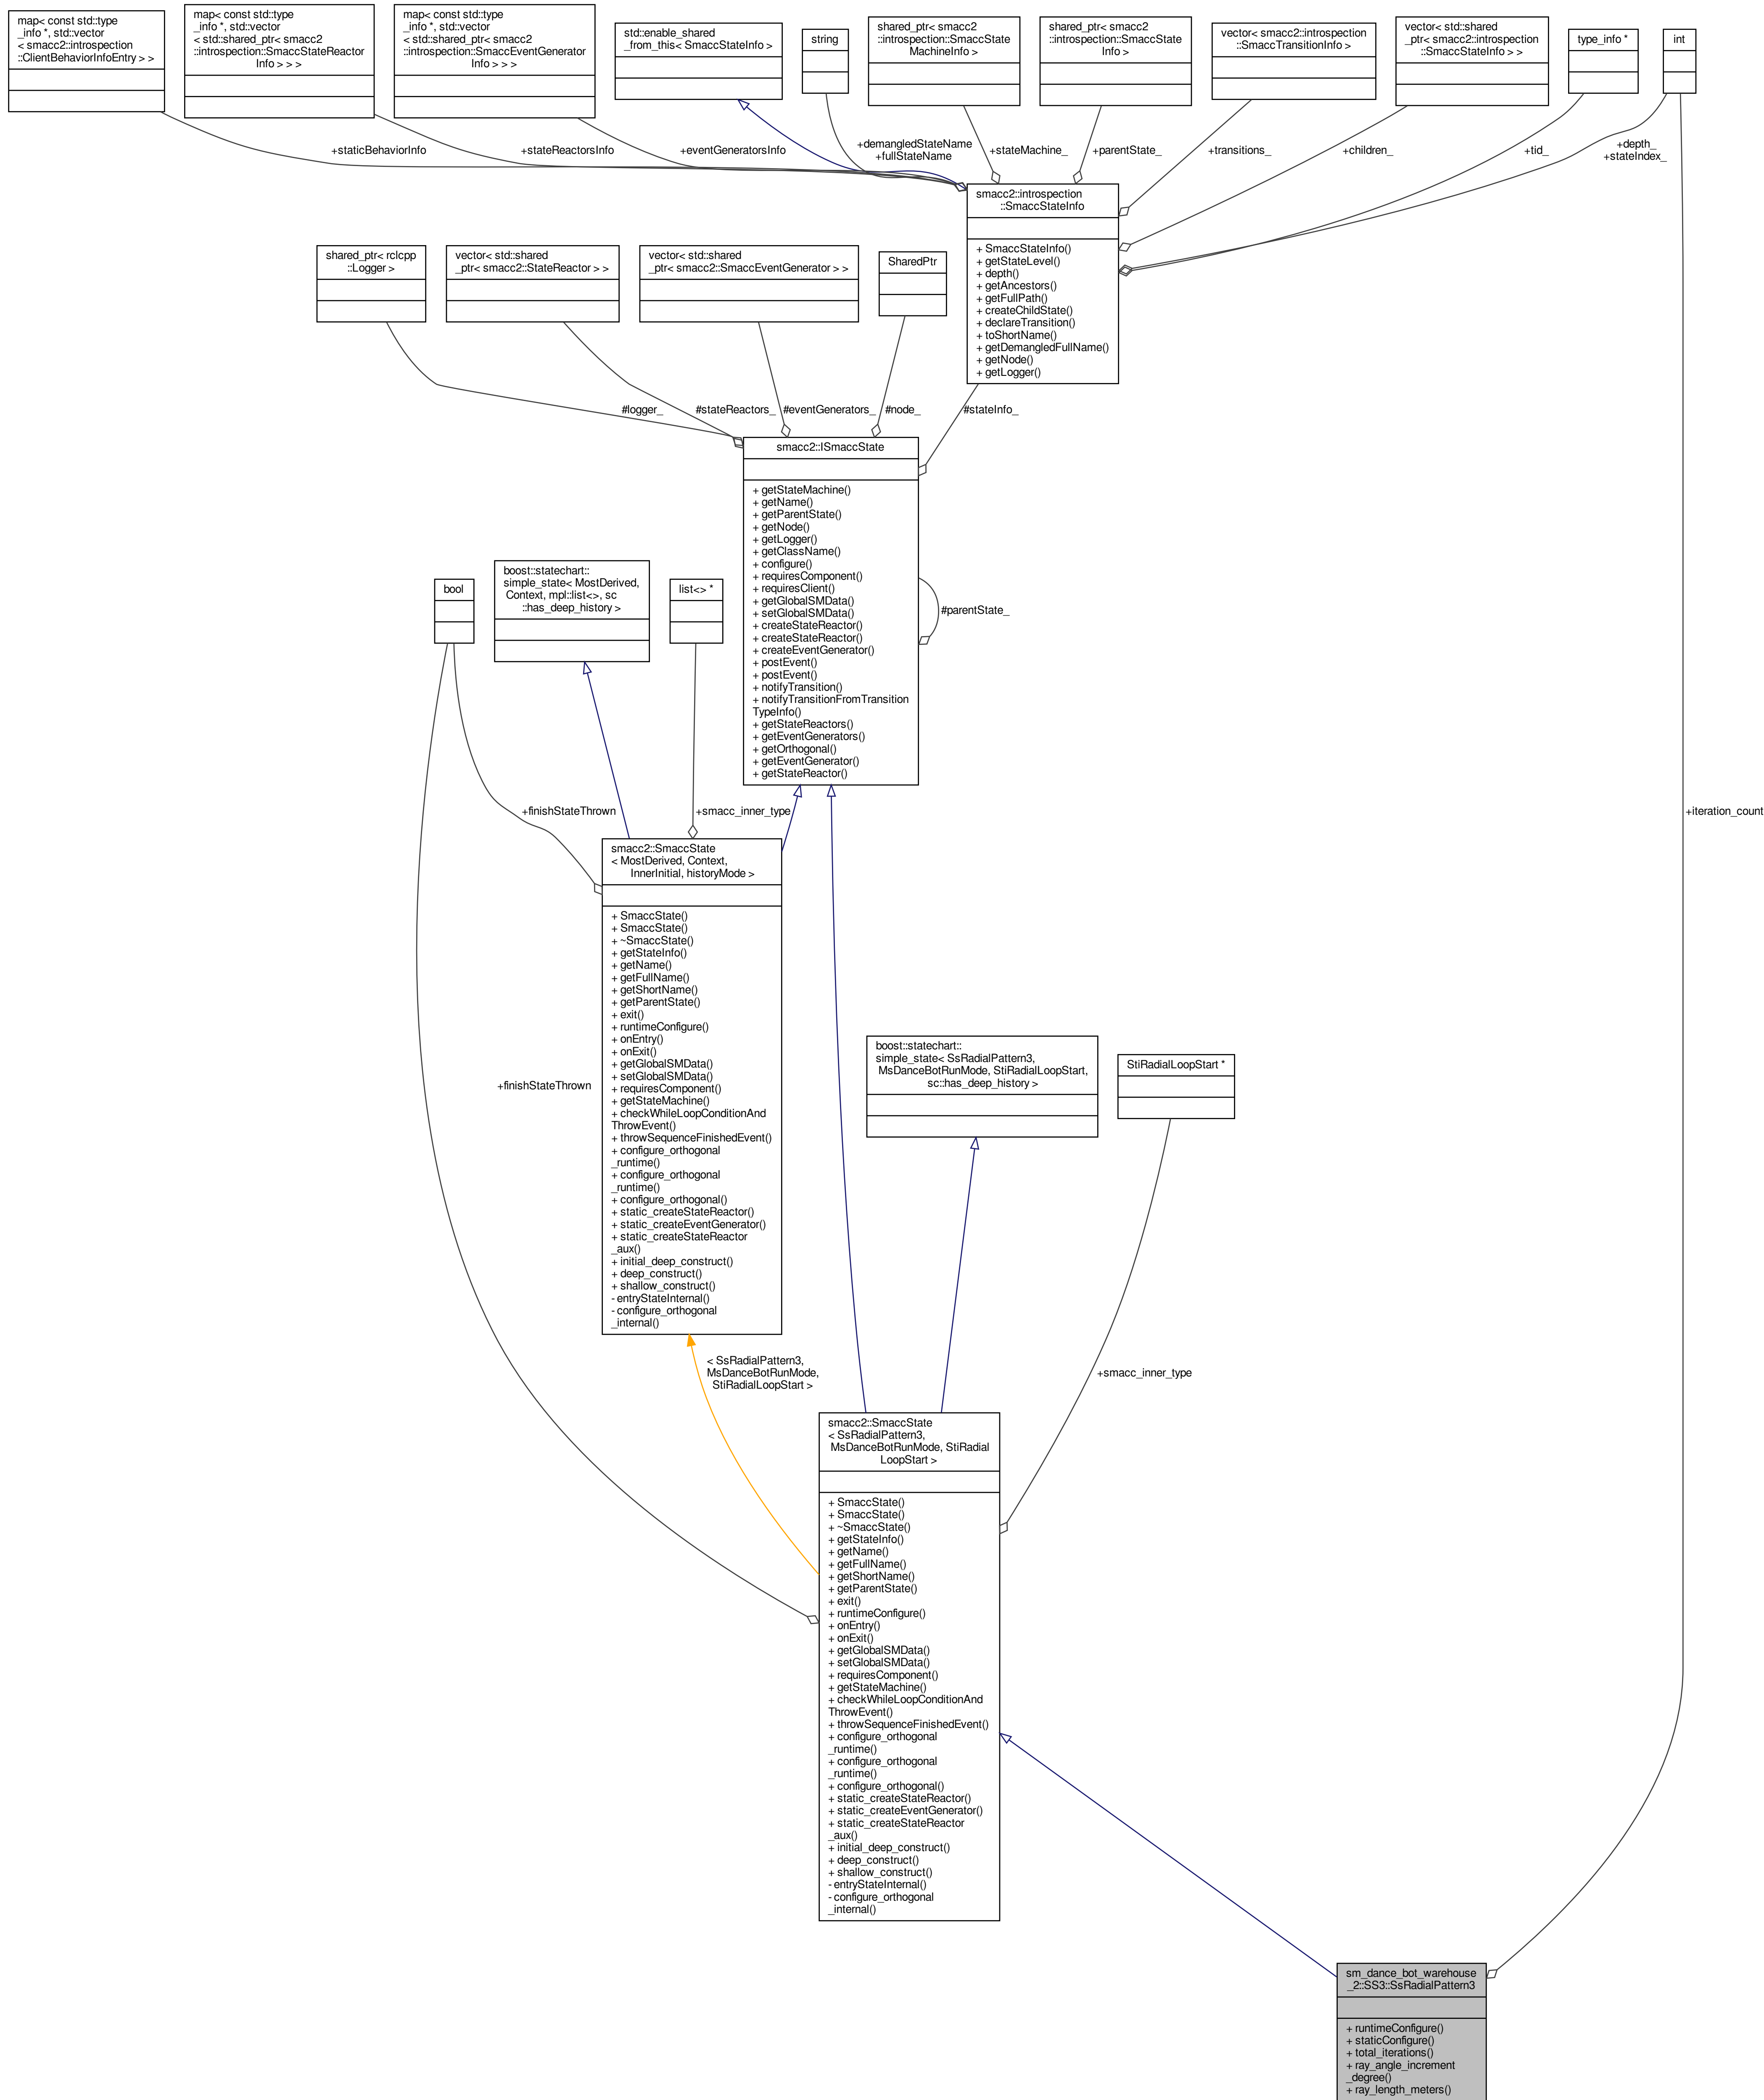 map< const std::type
_info *, std::vector
< smacc2::introspection
::ClientBehaviorInfoEntry > >
map< const std::type
_info *, std::vector
< std::shared_ptr< smacc2
::introspection::SmaccStateReactor
Info > > >
map< const std::type
_info *, std::vector
< std::shared_ptr< smacc2
::introspection::SmaccEventGenerator
Info > > >
std::enable_shared
_from_this< SmaccStateInfo >
string
shared_ptr< smacc2
::introspection::SmaccState
MachineInfo >
shared_ptr< smacc2
::introspection::SmaccState
Info >
vector< smacc2::introspection
::SmaccTransitionInfo >
vector< std::shared
_ptr< smacc2::introspection
::SmaccStateInfo > >
type_info *
int
+staticBehaviorInfo
+stateReactorsInfo
+eventGeneratorsInfo
+demangledStateName
+fullStateName
+stateMachine_
+parentState_
+transitions_
+children_
+tid_
+depth_
+stateIndex_
smacc2::introspection
::SmaccStateInfo
+ SmaccStateInfo()
+ getStateLevel()
+ depth()
+ getAncestors()
+ getFullPath()
+ createChildState()
+ declareTransition()
+ toShortName()
+ getDemangledFullName()
+ getNode()
+ getLogger()
shared_ptr< rclcpp
::Logger >
vector< std::shared
_ptr< smacc2::StateReactor > >
vector< std::shared
_ptr< smacc2::SmaccEventGenerator > >
SharedPtr
#logger_
#stateReactors_
#eventGenerators_
#node_
#stateInfo_
smacc2::ISmaccState
+ getStateMachine()
+ getName()
+ getParentState()
+ getNode()
+ getLogger()
+ getClassName()
+ configure()
+ requiresComponent()
+ requiresClient()
+ getGlobalSMData()
+ setGlobalSMData()
+ createStateReactor()
+ createStateReactor()
+ createEventGenerator()
+ postEvent()
+ postEvent()
+ notifyTransition()
+ notifyTransitionFromTransition
TypeInfo()
+ getStateReactors()
+ getEventGenerators()
+ getOrthogonal()
+ getEventGenerator()
+ getStateReactor()
#parentState_
bool
boost::statechart::
simple_state< MostDerived,
Context, mpl::list<>, sc
::has_deep_history >
list<> *
+finishStateThrown
+smacc_inner_type
+iteration_count
smacc2::SmaccState
< MostDerived, Context,
InnerInitial, historyMode >
+ SmaccState()
+ SmaccState()
+ ~SmaccState()
+ getStateInfo()
+ getName()
+ getFullName()
+ getShortName()
+ getParentState()
+ exit()
+ runtimeConfigure()
+ onEntry()
+ onExit()
+ getGlobalSMData()
+ setGlobalSMData()
+ requiresComponent()
+ getStateMachine()
+ checkWhileLoopConditionAnd
ThrowEvent()
+ throwSequenceFinishedEvent()
+ configure_orthogonal
_runtime()
+ configure_orthogonal
_runtime()
+ configure_orthogonal()
+ static_createStateReactor()
+ static_createEventGenerator()
+ static_createStateReactor
_aux()
+ initial_deep_construct()
+ deep_construct()
+ shallow_construct()
- entryStateInternal()
- configure_orthogonal
_internal()
+finishStateThrown
boost::statechart::
simple_state< SsRadialPattern3,
MsDanceBotRunMode, StiRadialLoopStart,
sc::has_deep_history >
StiRadialLoopStart *
< SsRadialPattern3,
MsDanceBotRunMode,
StiRadialLoopStart >
+smacc_inner_type
smacc2::SmaccState
< SsRadialPattern3,
MsDanceBotRunMode, StiRadial
LoopStart >
+ SmaccState()
+ SmaccState()
+ ~SmaccState()
+ getStateInfo()
+ getName()
+ getFullName()
+ getShortName()
+ getParentState()
+ exit()
+ runtimeConfigure()
+ onEntry()
+ onExit()
+ getGlobalSMData()
+ setGlobalSMData()
+ requiresComponent()
+ getStateMachine()
+ checkWhileLoopConditionAnd
ThrowEvent()
+ throwSequenceFinishedEvent()
+ configure_orthogonal
_runtime()
+ configure_orthogonal
_runtime()
+ configure_orthogonal()
+ static_createStateReactor()
+ static_createEventGenerator()
+ static_createStateReactor
_aux()
+ initial_deep_construct()
+ deep_construct()
+ shallow_construct()
- entryStateInternal()
- configure_orthogonal
_internal()
sm_dance_bot_warehouse
_2::SS3::SsRadialPattern3
+ runtimeConfigure()
+ staticConfigure()
+ total_iterations()
+ ray_angle_increment
_degree()
+ ray_length_meters()